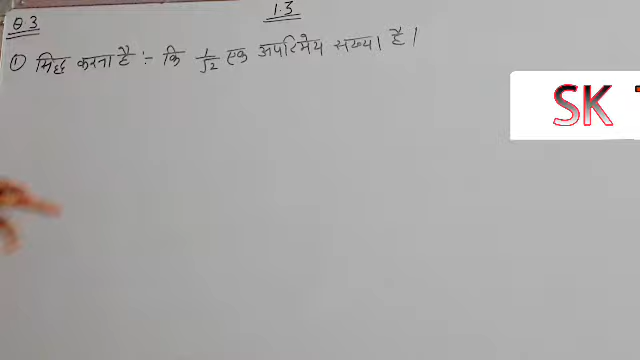 Q.3
1.3
① सिद्ध करना है :- कि 1/√2 एक अपरिमेय संख्या है।
SK